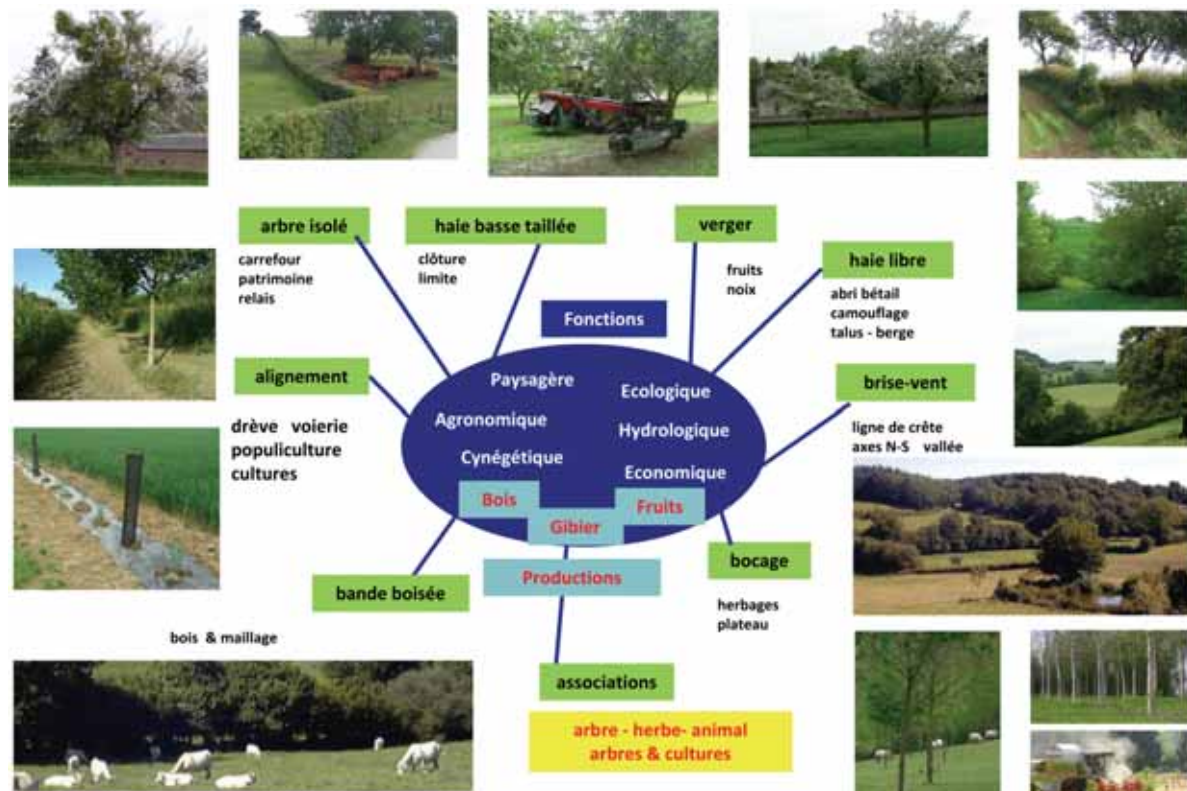 arbre isolé
carrefour
patrimoine
relais
haie basse taillée
clôture
limite
verger
fruits
noix
haie libre
abri bétail
camouflage
talus - berge
Fonctions
alignement
drève voierie
populiculture
cultures
Paysagère
Ecologique
Agronomique
Hydrologique
Cynégétique
Economique
Bois
Gibier
Fruits
brise-vent
ligne de crête
axes N-S vallée
Productions
bande boisée
bois & maillage
bocage
herbages
plateau
associations
arbre - herbe- animal
arbres & cultures